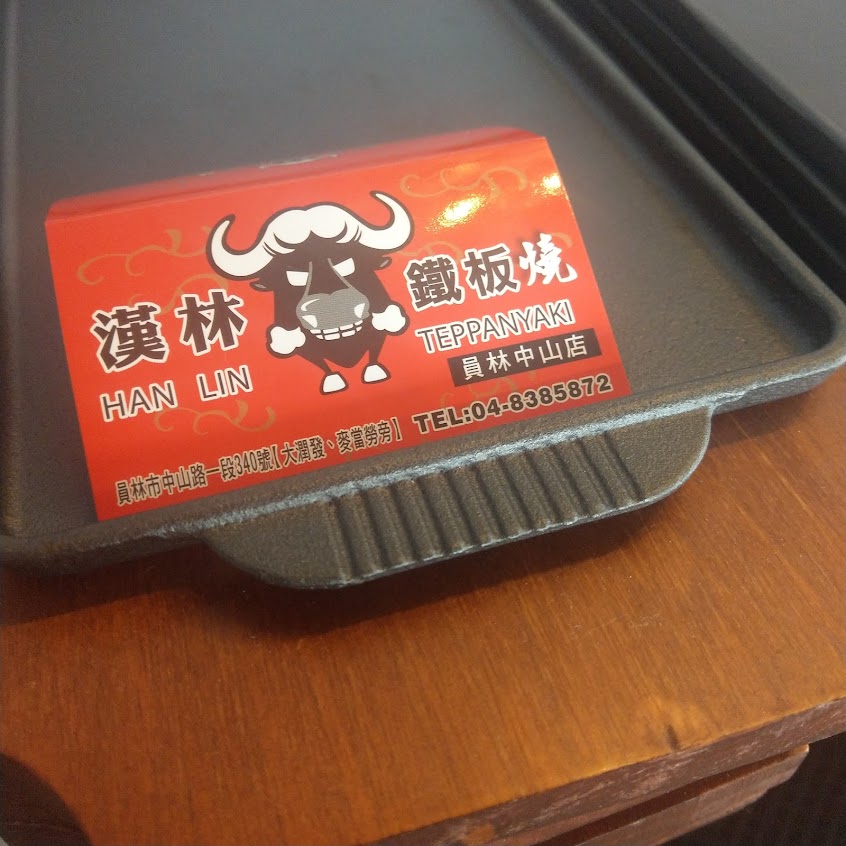 漢林 鐵板燒
HAN LIN TEPPANYAKI
員林中山店
TEL:04-8385872
員林市中山路一段340號【大潤發、麥當勞旁】